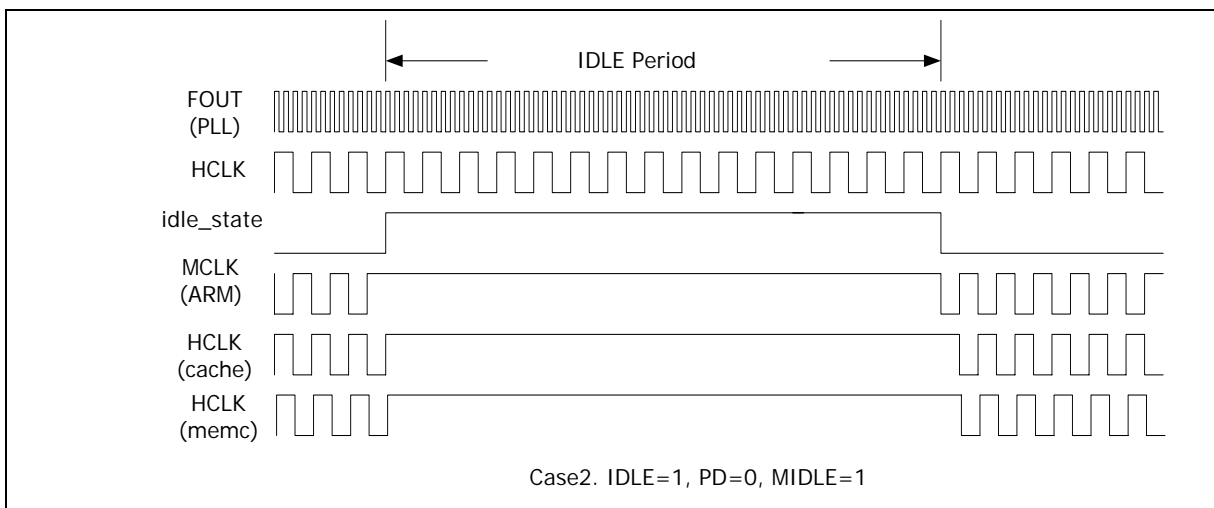 IDLE Period
FOUT
(PLL)
HCLK
idle_state
MCLK
(ARM)
HCLK
(cache)
HCLK
(memc)
Case2. IDLE=1, PD=0, MIDLE=1